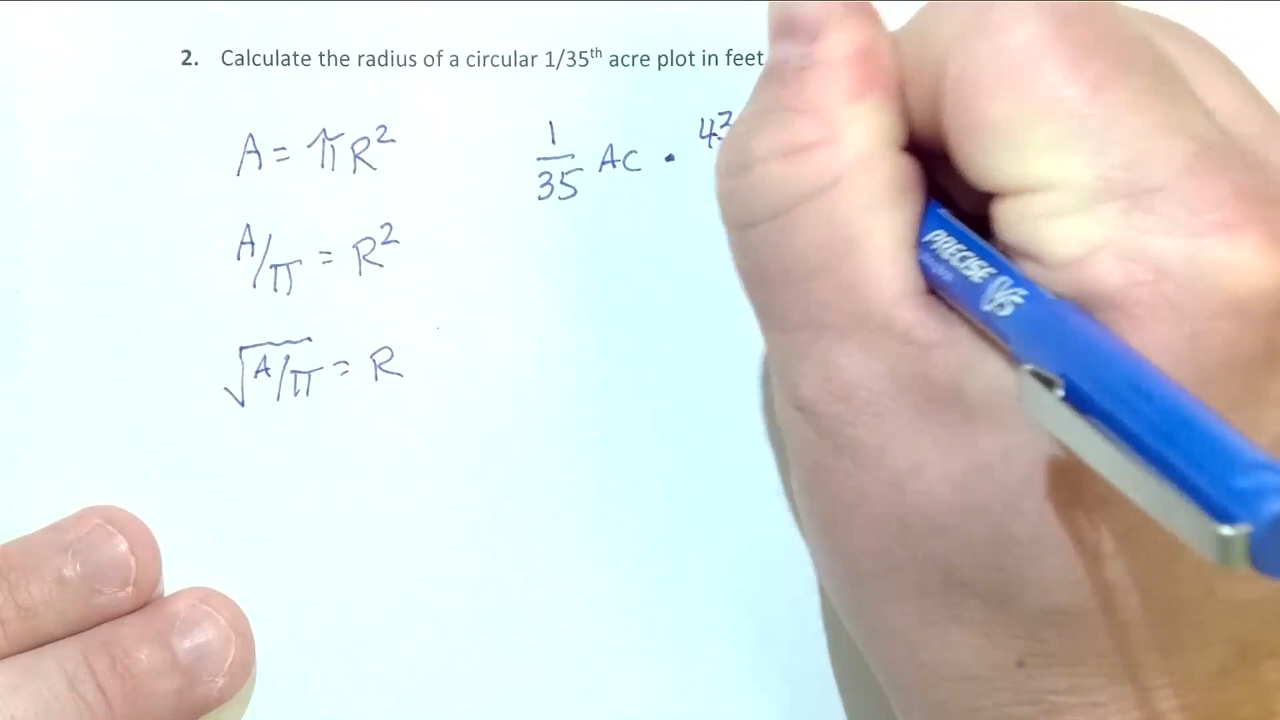 2. Calculate the radius of a circular 1/35th acre plot in feet
A = πR²
1/35 AC · 43
A/π = R²
√A/π = R
PRECISE V5